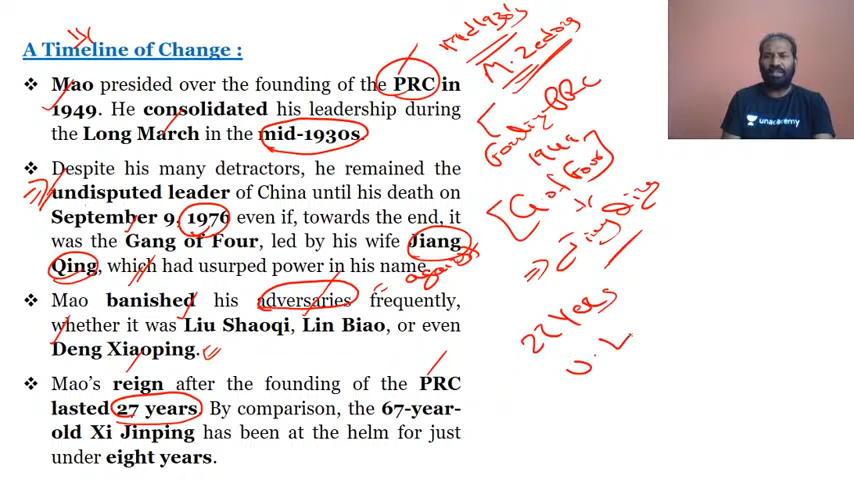 A Timeline of Change :
❖ Mao presided over the founding of the PRC in
1949. He consolidated his leadership during
the Long March in the mid-1930s.
❖ Despite his many detractors, he remained the
undisputed leader of China until his death on
September 9, 1976 even if, towards the end, it
was the Gang of Four, led by his wife Jiang
Qing, which had usurped power in his name.
❖ Mao banished his adversaries frequently,
whether it was Liu Shaoqi, Lin Biao, or even
Deng Xiaoping.
❖ Mao's reign after the founding of the PRC
lasted 27 years. By comparison, the 67-year-
old Xi Jinping has been at the helm for just
under eight years.
against
Mid 1930's
M. Zedong
PRC
1949
G of Four
Jiang Qing
27 Years
U. L
unacademy